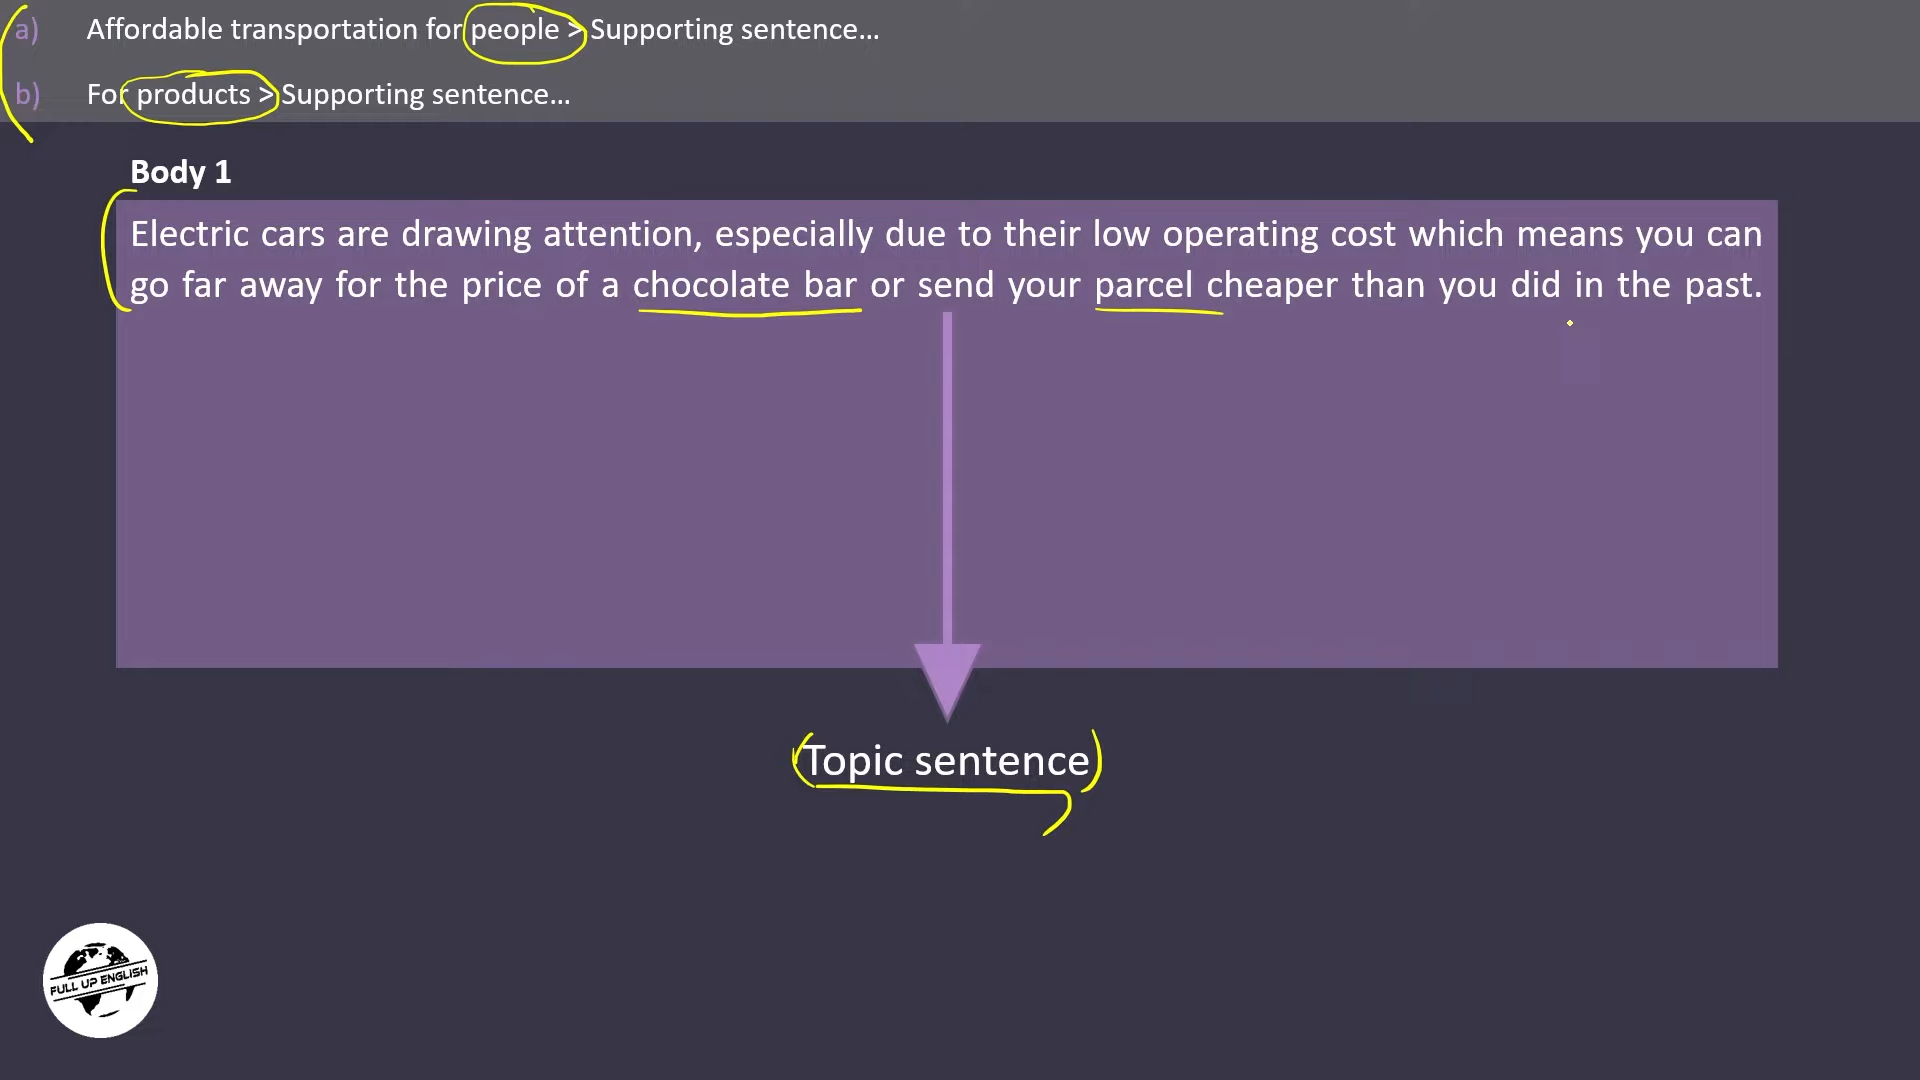 a) Affordable transportation for people > Supporting sentence...
b) For products > Supporting sentence...
Body 1
Electric cars are drawing attention, especially due to their low operating cost which means you can
go far away for the price of a chocolate bar or send your parcel cheaper than you did in the past.
Topic sentence
FULL UP ENGLISH